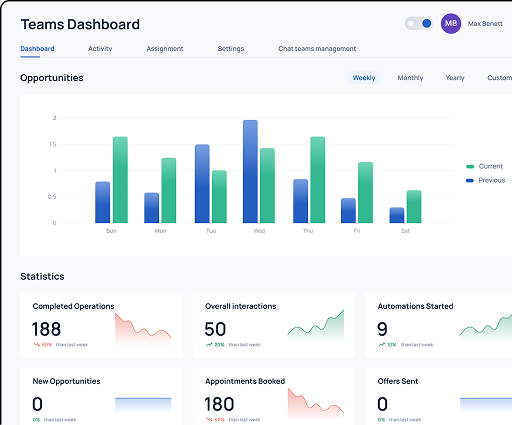 Teams Dashboard
MB Max Benett
Dashboard Activity Assignment Settings Chat teams management
Opportunities
Weekly Monthly Yearly Custom
2
1.5
1
0.5
0
Sun Mon Tue Wed Thu Fri Sat
Current
Previous
Statistics
Completed Operations
188
60% than last week
Overall interactions
50
20% than last week
Automations Started
9
10% than last week
New Opportunities
0
0% than last week
Appointments Booked
180
60% than last week
Offers Sent
0
0% than last week